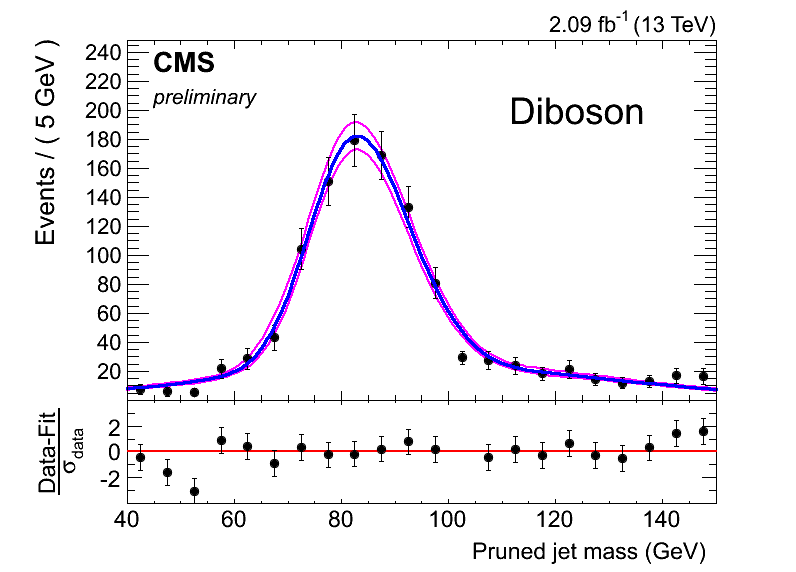 2.09 fb-1 (13 TeV)
CMS
preliminary
Diboson
Events / ( 5 GeV )
240
220
200
180
160
140
120
100
80
60
40
20
Data-Fit
σdata
2
0
-2
40 60 80 100 120 140
Pruned jet mass (GeV)